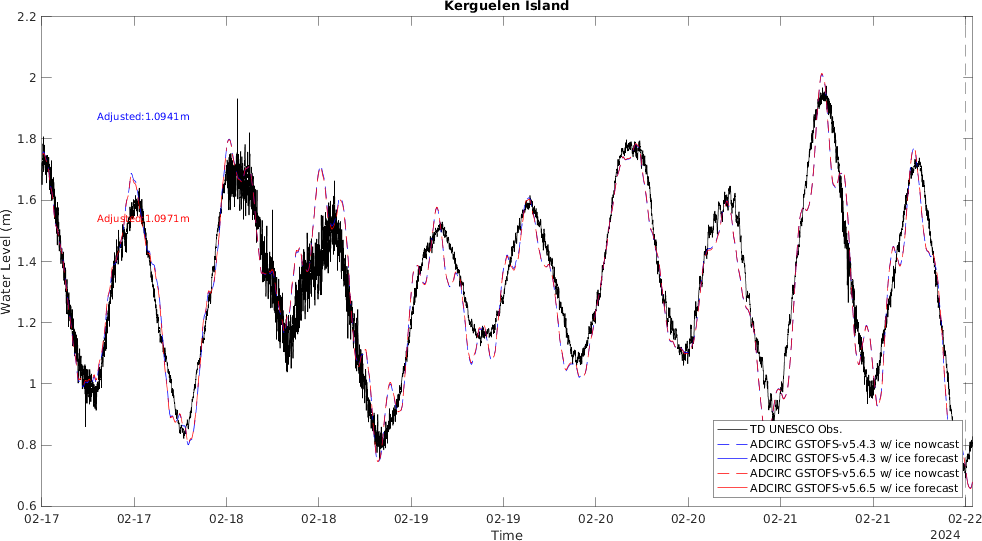 Kerguelen Island
2.2
2
1.8
1.6
1.4
1.2
1
0.8
0.6
Water Level (m)
Adjusted:1.0941m
Adjusted:1.0971m
TD UNESCO Obs.
ADCIRC GSTOFS-v5.4.3 w/ ice nowcast
ADCIRC GSTOFS-v5.4.3 w/ ice forecast
ADCIRC GSTOFS-v5.6.5 w/ ice nowcast
ADCIRC GSTOFS-v5.6.5 w/ ice forecast
02-17 02-17 02-18 02-18 02-19 02-19 02-20 02-20 02-21 02-21 02-22
Time
2024